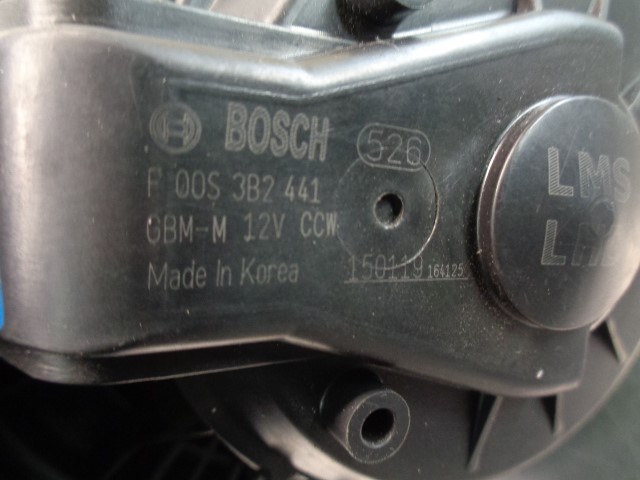 BOSCH 526
F 00S 3B2 441
GBM-M 12V CCW
Made In Korea 150119 164125
LMS